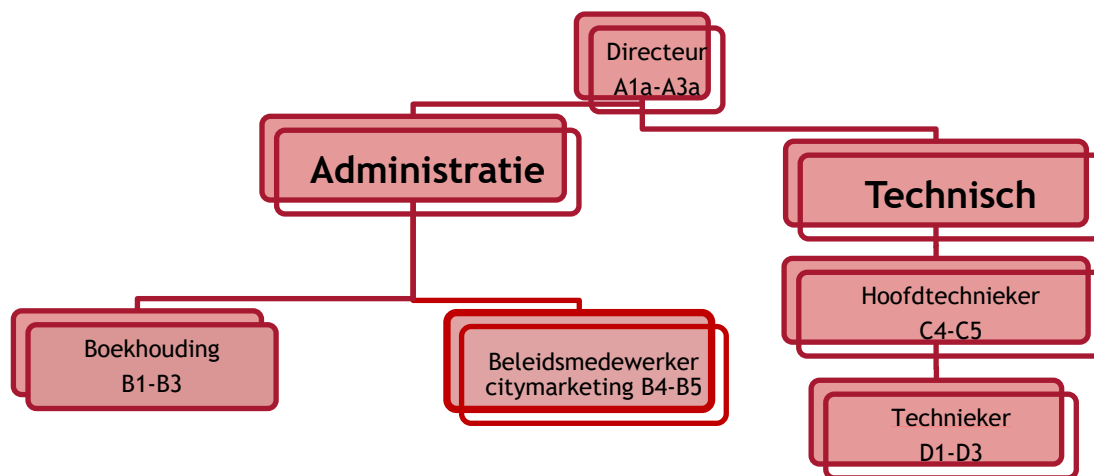 Directeur
A1a-A3a
Administratie
Technisch
Hoofdtechnieker
C4-C5
Boekhouding
B1-B3
Beleidsmedewerker
citymarketing B4-B5
Technieker
D1-D3